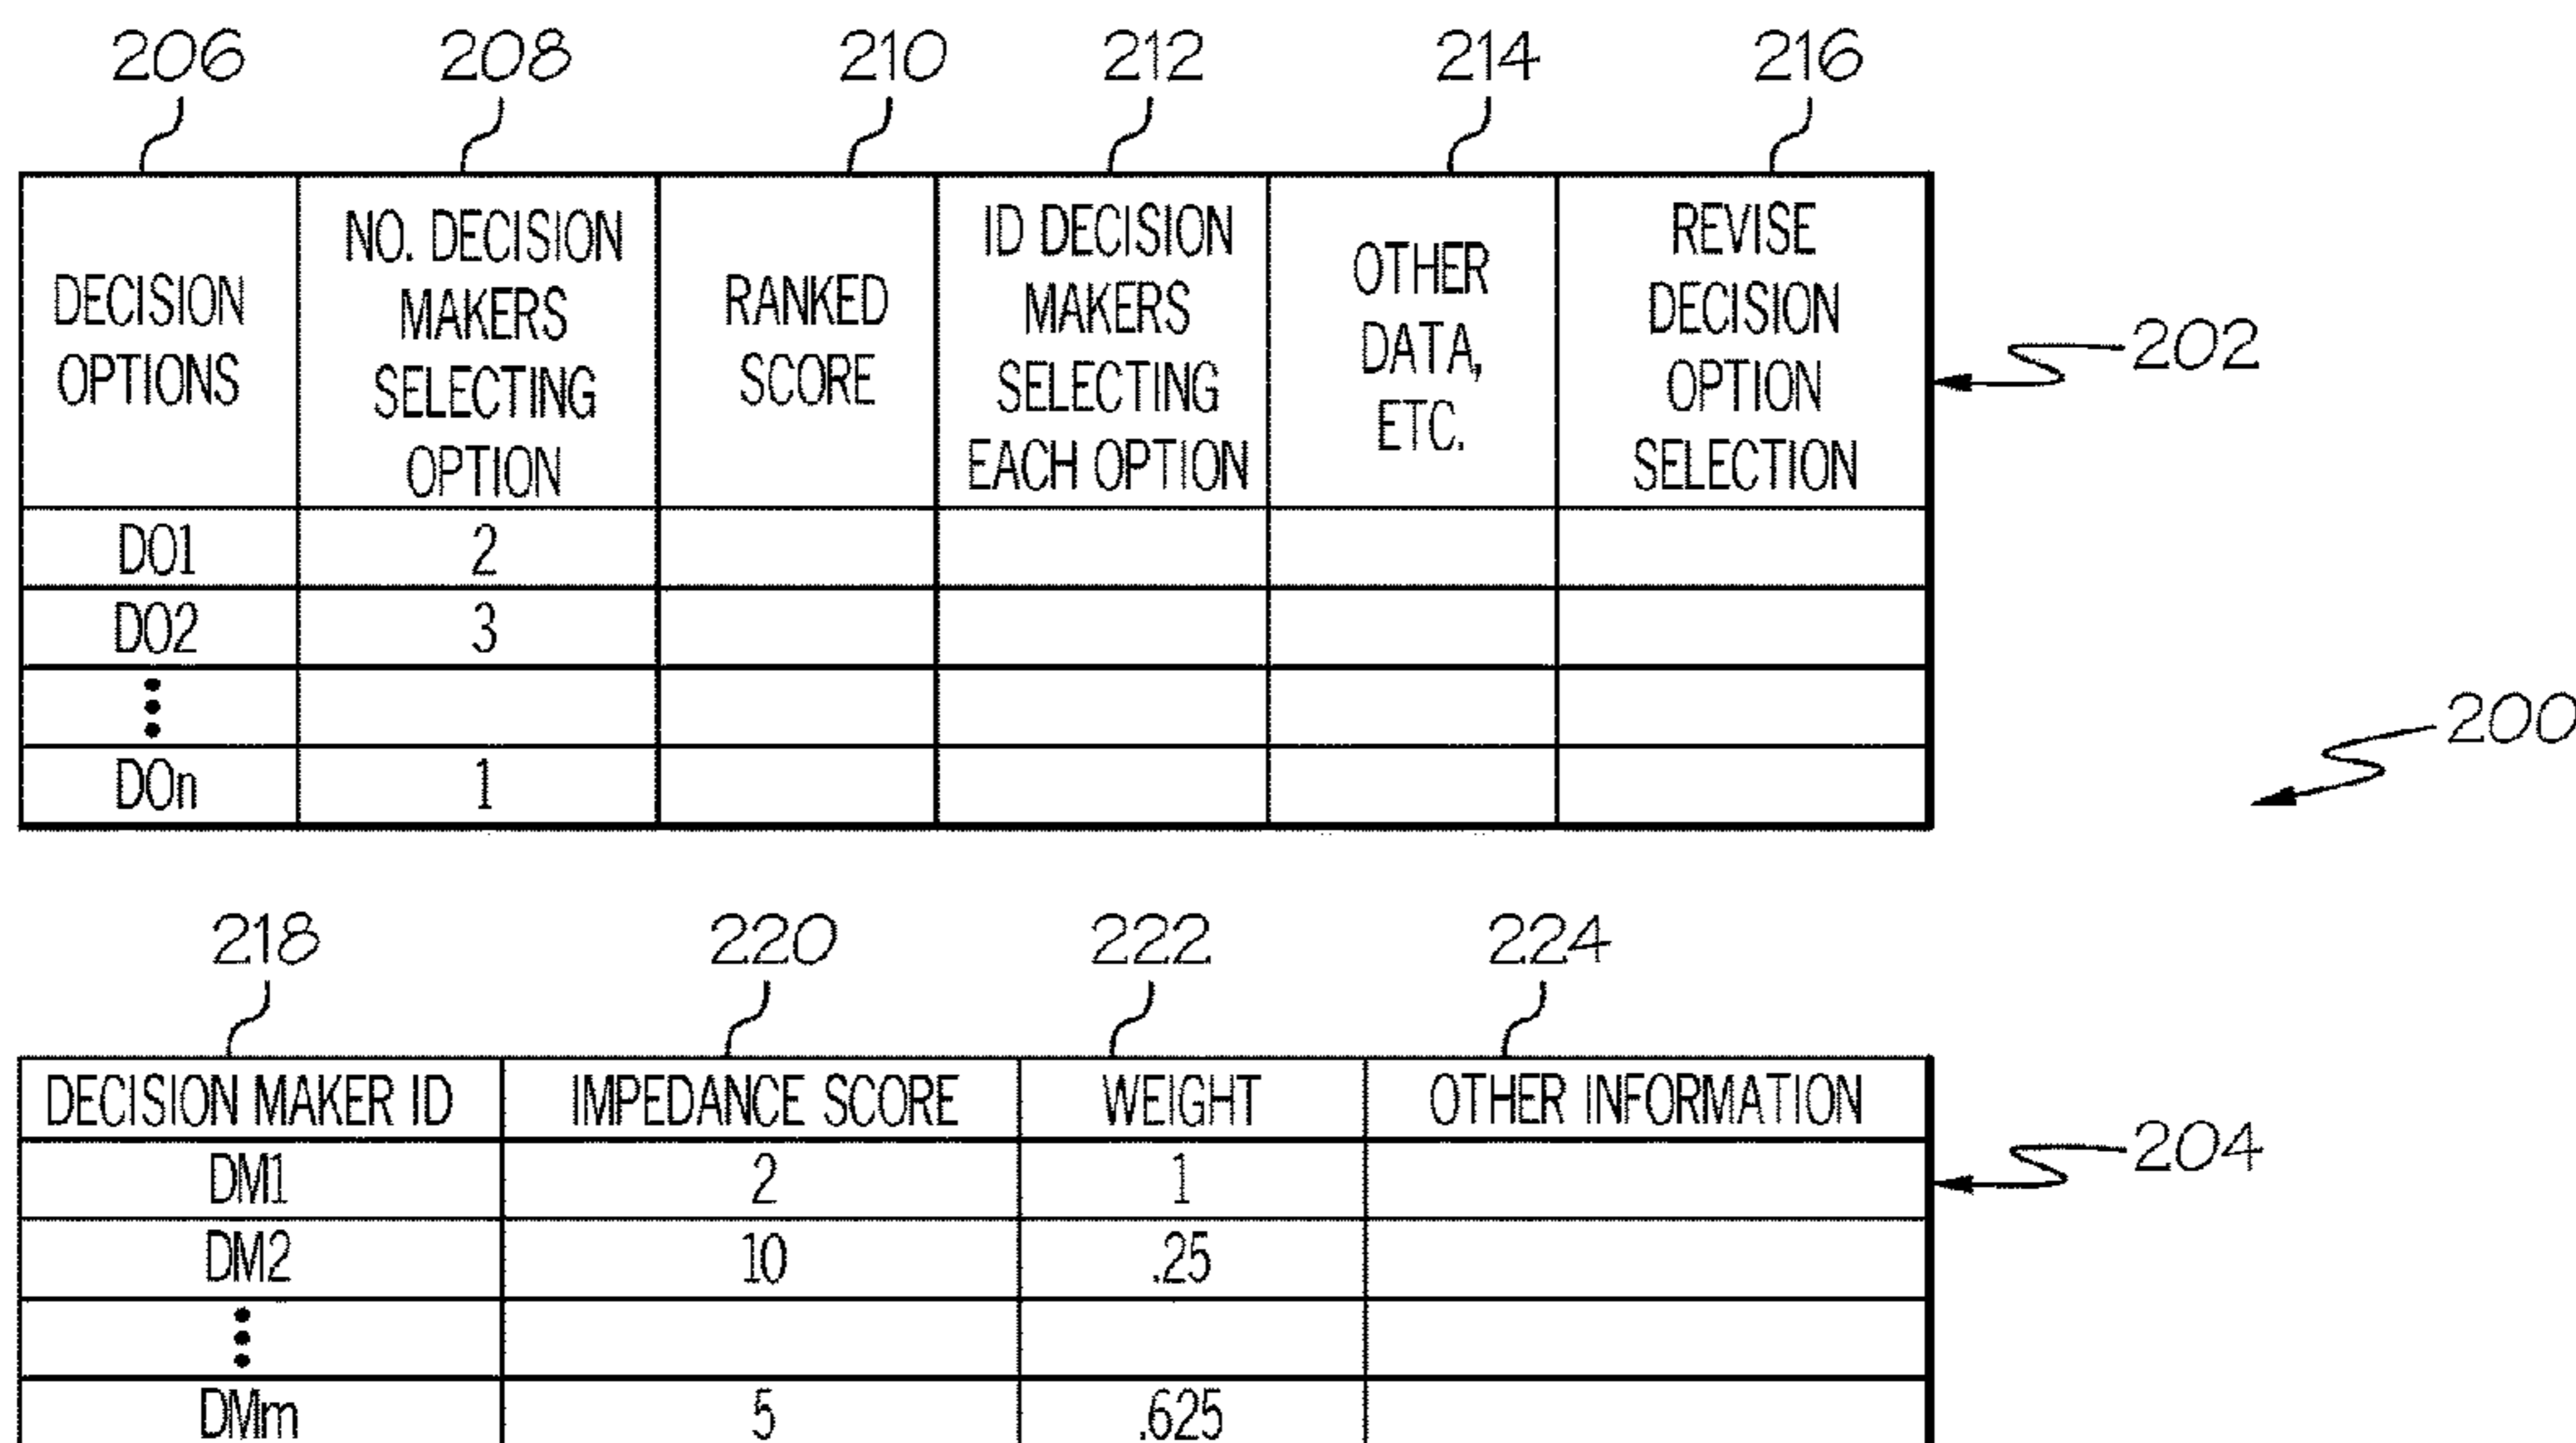 206 208 210 212 214 216
DECISION OPTIONS NO. DECISION MAKERS SELECTING OPTION RANKED SCORE ID DECISION MAKERS SELECTING EACH OPTION OTHER DATA, ETC. REVISE DECISION OPTION SELECTION
202
DO1 2
DO2 3
DOn 1
200
218 220 222 224
DECISION MAKER ID IMPEDANCE SCORE WEIGHT OTHER INFORMATION
DM1 2 1
204
DM2 10 .25
DMm 5 .625